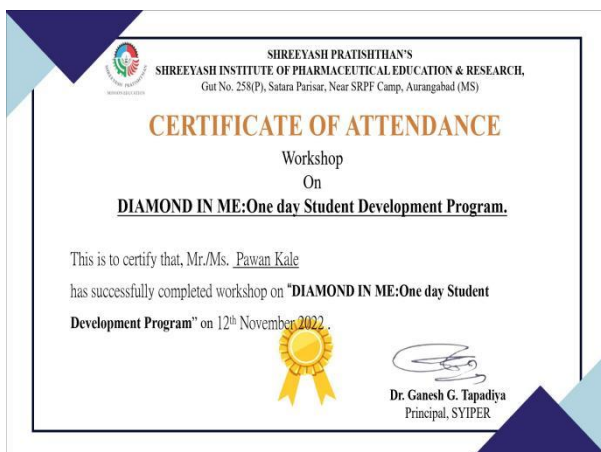 SHREEYASH PRATISHTHAN'S
SHREEYASH INSTITUTE OF PHARMACEUTICAL EDUCATION & RESEARCH,
Gut No. 258(P), Satara Parisar, Near SRPF Camp, Aurangabad (MS)
CERTIFICATE OF ATTENDANCE
Workshop
On
DIAMOND IN ME:One day Student Development Program.
This is to certify that, Mr./Ms. Pawan Kale
has successfully completed workshop on "DIAMOND IN ME:One day Student
Development Program" on 12th November 2022 .
Dr. Ganesh G. Tapadiya
Principal, SYIPER